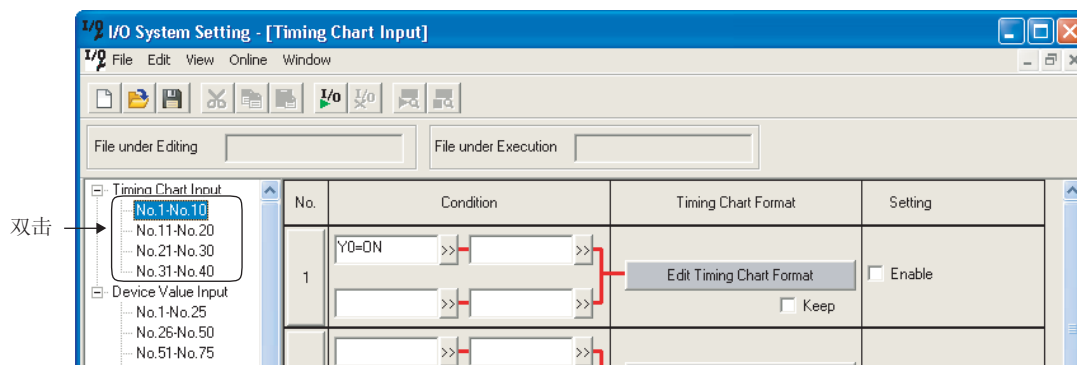 I/O System Setting - [Timing Chart Input]
File Edit View Online Window
I/O I/O
File under Editing File under Execution
Timing Chart Input
No.1-No.10
No.11-No.20
No.21-No.30
No.31-No.40
Device Value Input
No.1-No.25
No.26-No.50
No.51-No.75
双击
No. Condition Timing Chart Format Setting
1 Y0=ON >> >> Edit Timing Chart Format Enable
>> >> Keep
>> >>